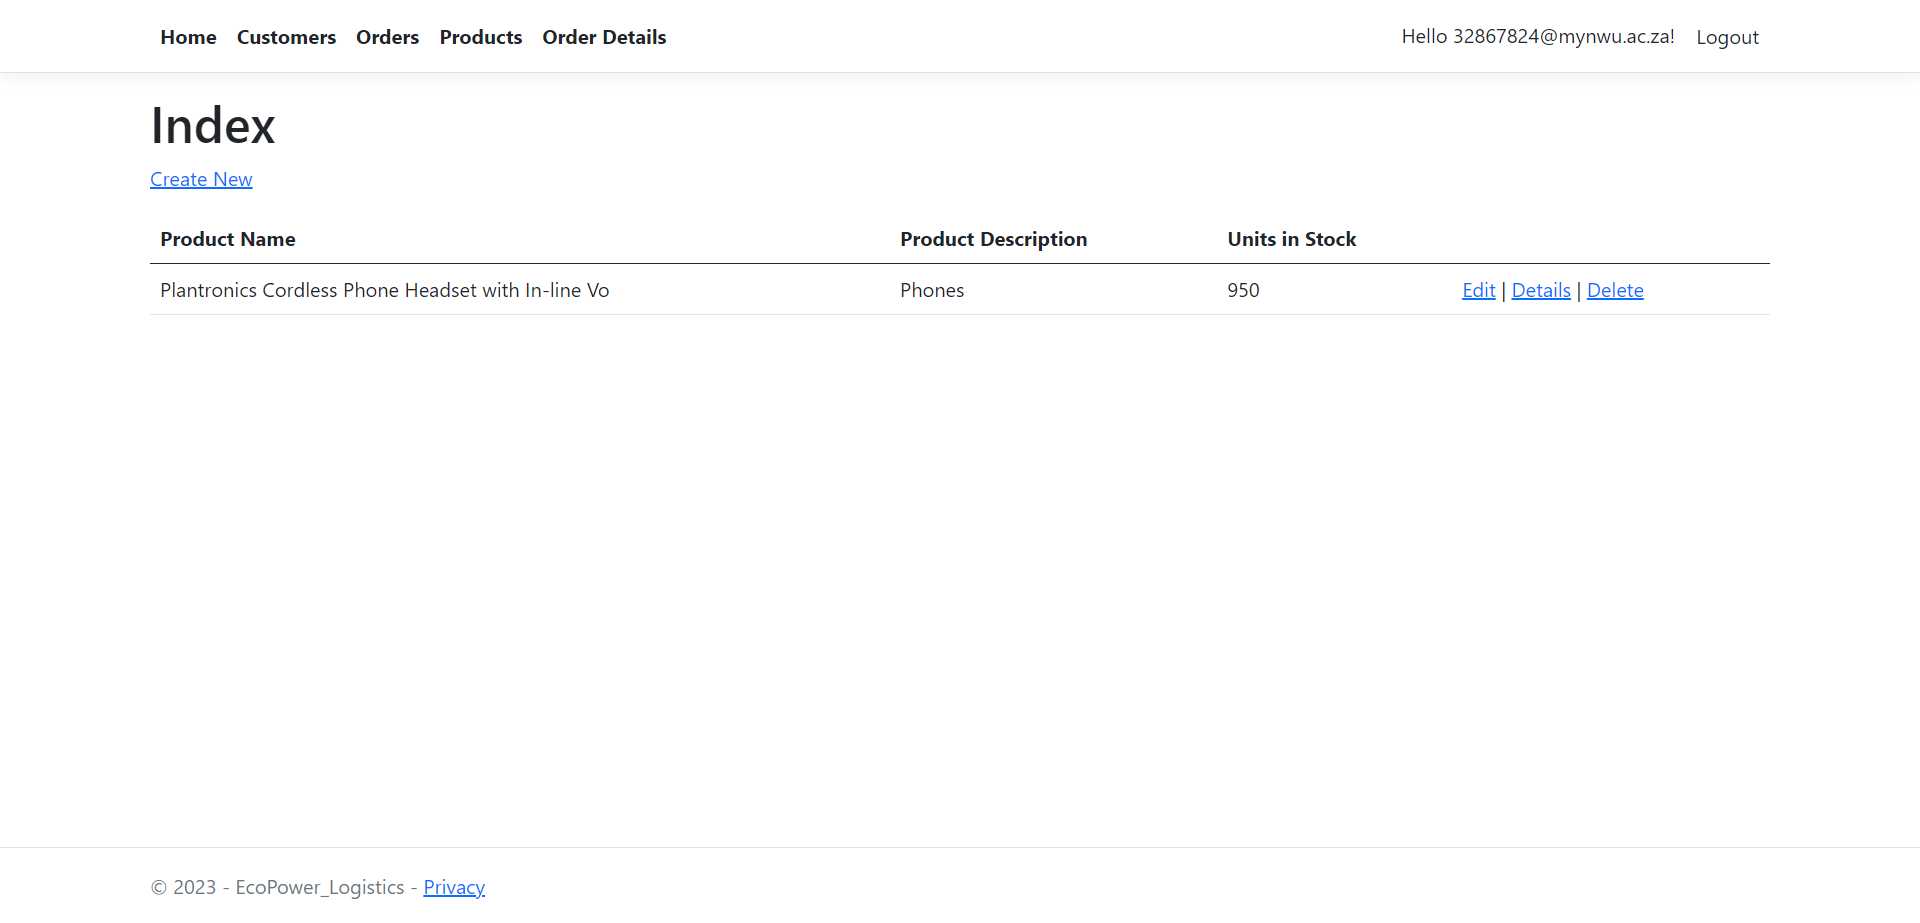 Home Customers Orders Products Order Details Hello 32867824@mynwu.ac.za! Logout
Index
Create New
Product Name Product Description Units in Stock
Plantronics Cordless Phone Headset with In-line Vo Phones 950 Edit | Details | Delete
© 2023 - EcoPower_Logistics - Privacy